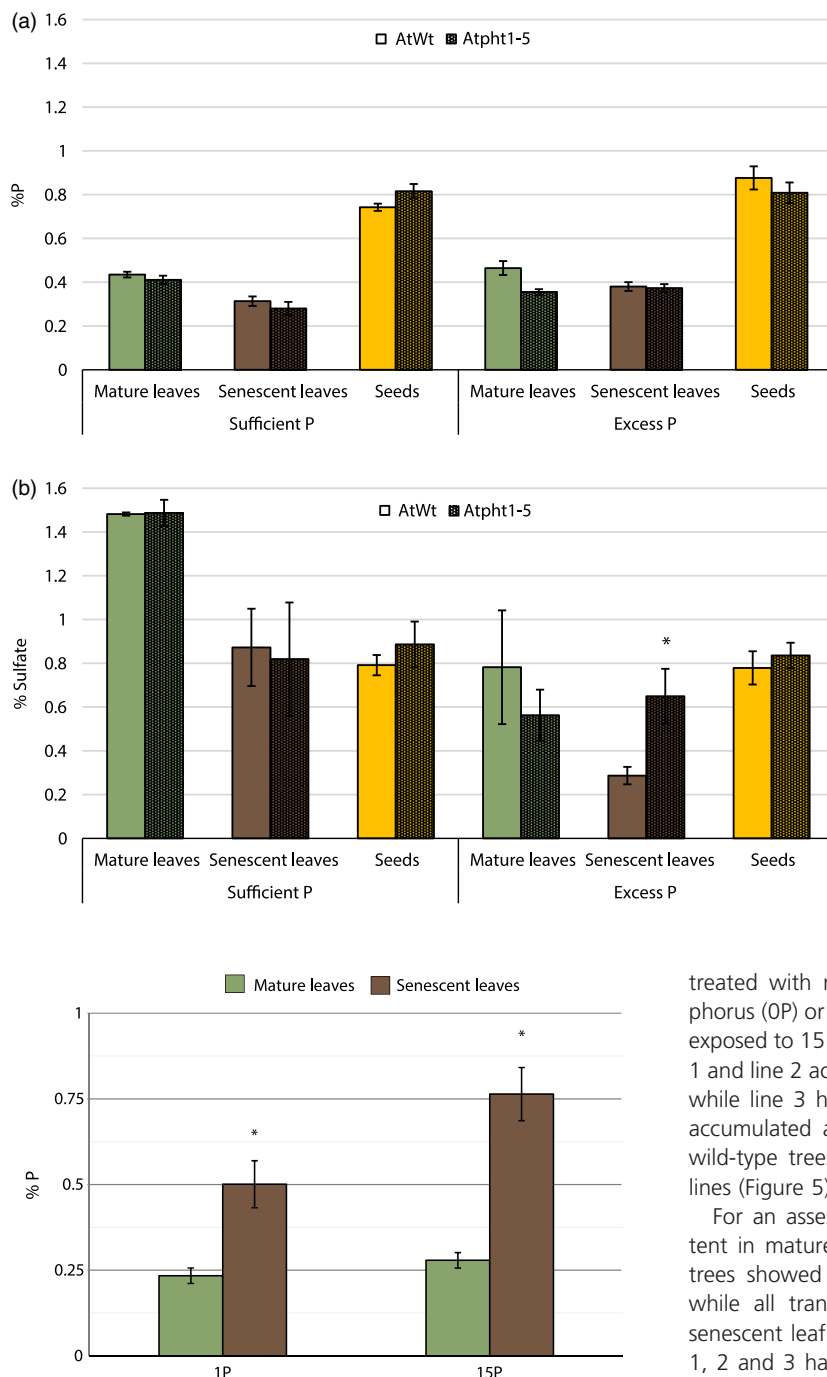 (a)
1.6
AtWt Atpht1-5
1.4
1.2
1
0.8
0.6
0.4
0.2
0
%P
Mature leaves Senescent leaves Seeds Mature leaves Senescent leaves Seeds
Sufficient P Excess P
(b)
1.6
AtWt Atpht1-5
1.4
1.2
1
0.8
0.6
0.4
0.2
0
% Sulfate
*
Mature leaves Senescent leaves Seeds Mature leaves Senescent leaves Seeds
Sufficient P Excess P
Mature leaves Senescent leaves
1
0.75
0.5
0.25
0
% P
* *
1P 15P
treated with
phorus (0P) or
exposed to 15
1 and line 2
while line 3
accumulated
wild-type trees
lines (Figure 5)
For an
tent in mature
trees showed
while all
senescent leaf
1, 2 and 3